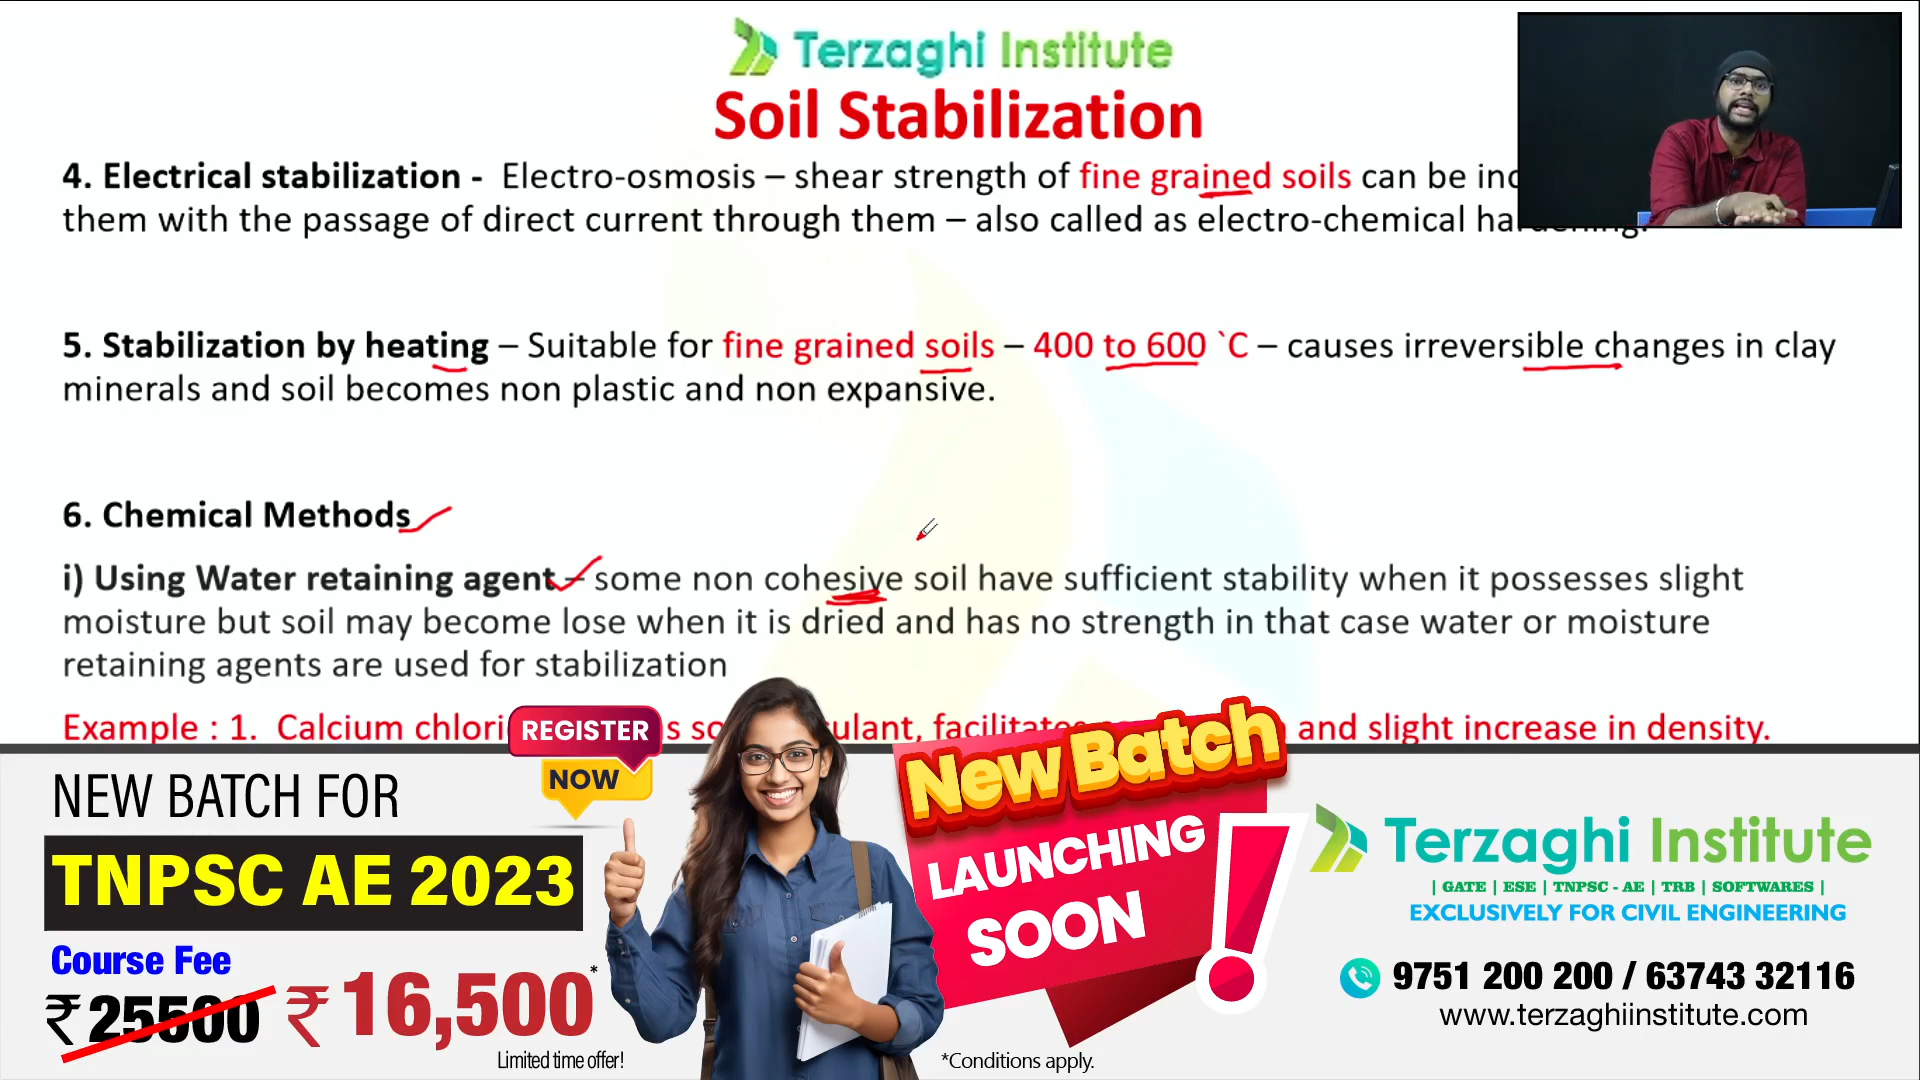 Terzaghi Institute
Soil Stabilization
4. Electrical stabilization - Electro-osmosis – shear strength of fine grained soils can be
them with the passage of direct current through them – also called as electro-chemical hardening.
5. Stabilization by heating – Suitable for fine grained soils – 400 to 600 `C – causes irreversible changes in clay
minerals and soil becomes non plastic and non expansive.
6. Chemical Methods
i) Using Water retaining agent – some non cohesive soil have sufficient stability when it possesses slight
moisture but soil may become lose when it is dried and has no strength in that case water or moisture
retaining agents are used for stabilization
Example : 1. Calcium and slight increase in density.
REGISTER
NOW
NEW BATCH FOR
TNPSC AE 2023
Course Fee
₹25500 ₹16,500*
Limited time offer!
New Batch
LAUNCHING
SOON
!
*Conditions apply.
Terzaghi Institute
| GATE | ESE | TNPSC - AE | TRB | SOFTWARES |
EXCLUSIVELY FOR CIVIL ENGINEERING
9751 200 200 / 63743 32116
www.terzaghiinstitute.com